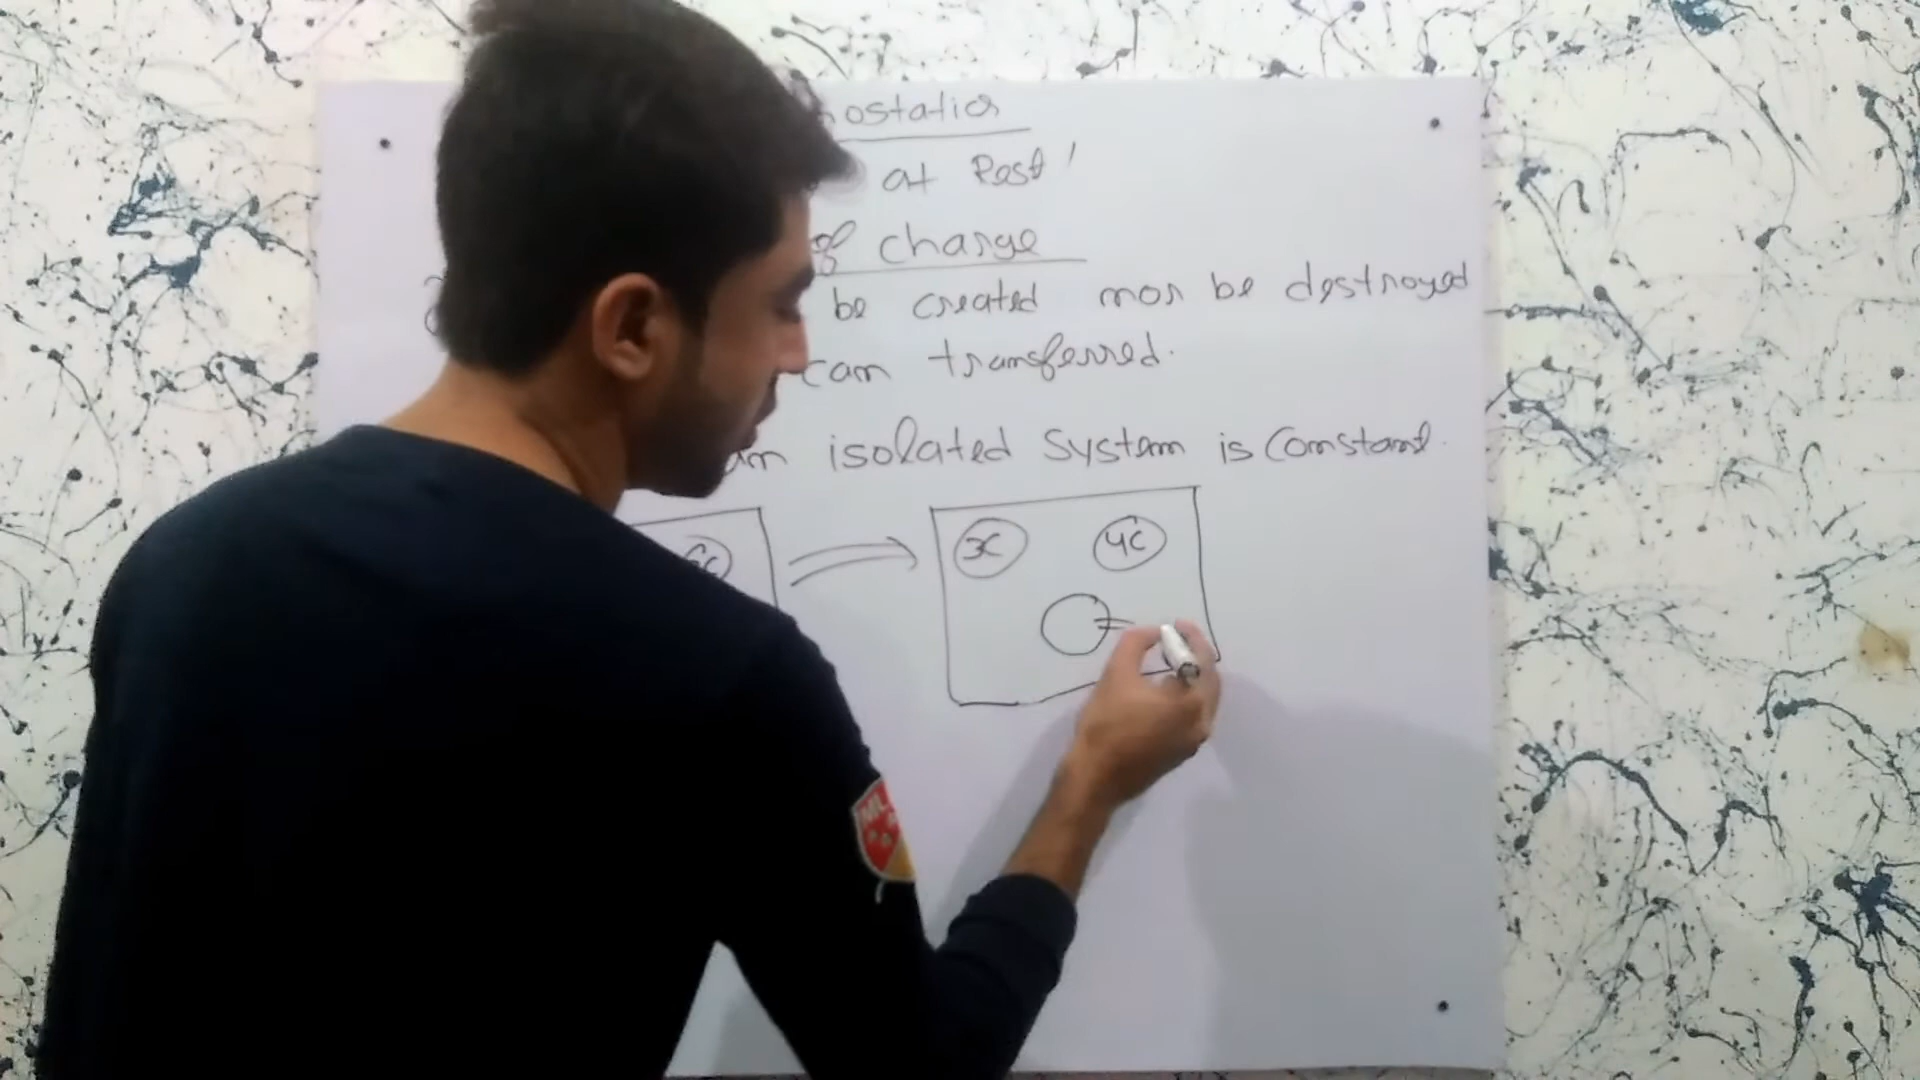 ostatics
at Rest'
of charge
be created nor be destroyed
can transferred.
an isolated system is Constant.
3C 4C
ML